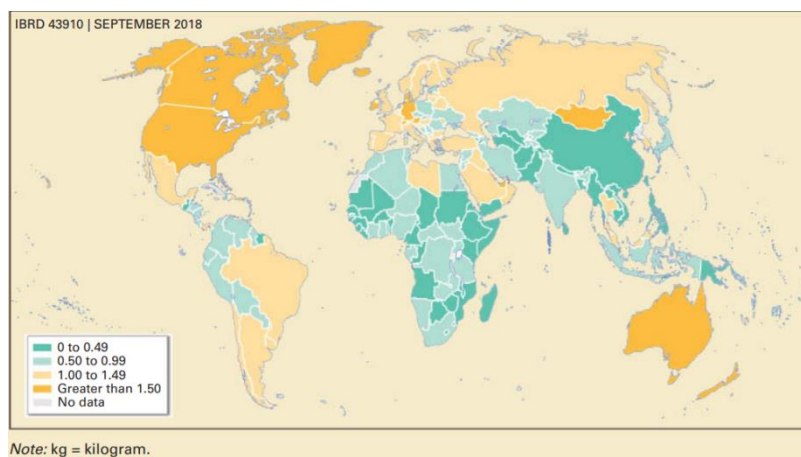 IBRD 43910 | SEPTEMBER 2018
0 to 0.49
0.50 to 0.99
1.00 to 1.49
Greater than 1.50
No data
Note: kg = kilogram.